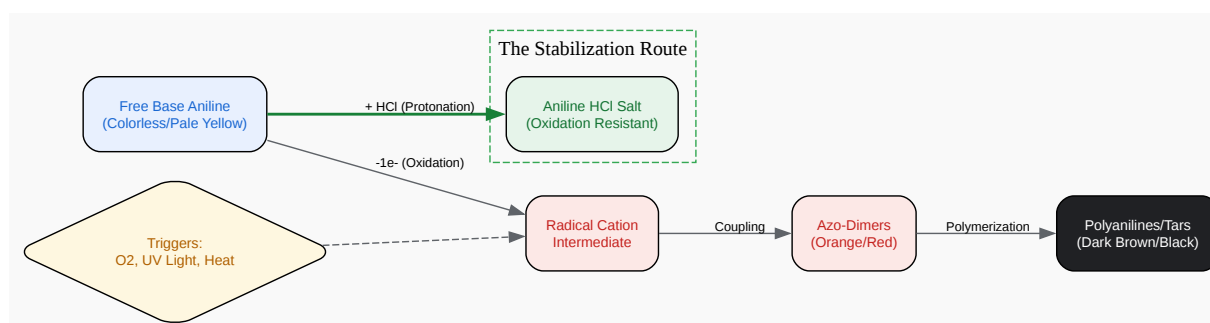 The Stabilization Route
Free Base Aniline
(Colorless/Pale Yellow)
+ HCl (Protonation)
Aniline HCl Salt
(Oxidation Resistant)
-1e- (Oxidation)
Triggers:
O2, UV Light, Heat
Radical Cation
Intermediate
Coupling
Azo-Dimers
(Orange/Red)
Polymerization
Polyanilines/Tars
(Dark Brown/Black)